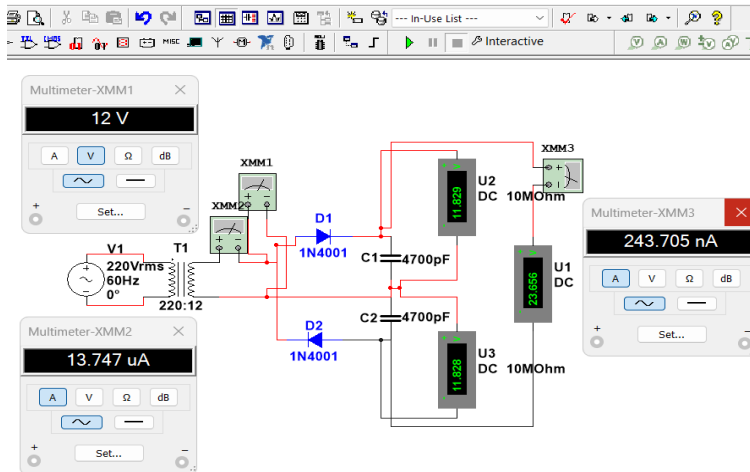 --- In-Use List ---
MISC
Interactive
Multimeter-XMM1
12 V
A V Ω dB
Set...
+ -
XMM1
XMM2
XMM3
V1
220Vrms
60Hz
0°
T1
220:12
D1
1N4001
D2
1N4001
C1
4700pF
C2
4700pF
11.829
U2
DC 10MOhm
23.656
U1
DC
11.828
U3
DC 10MOhm
Multimeter-XMM3
243.705 nA
A V Ω dB
Set...
+ -
Multimeter-XMM2
13.747 uA
A V Ω dB
Set...
+ -